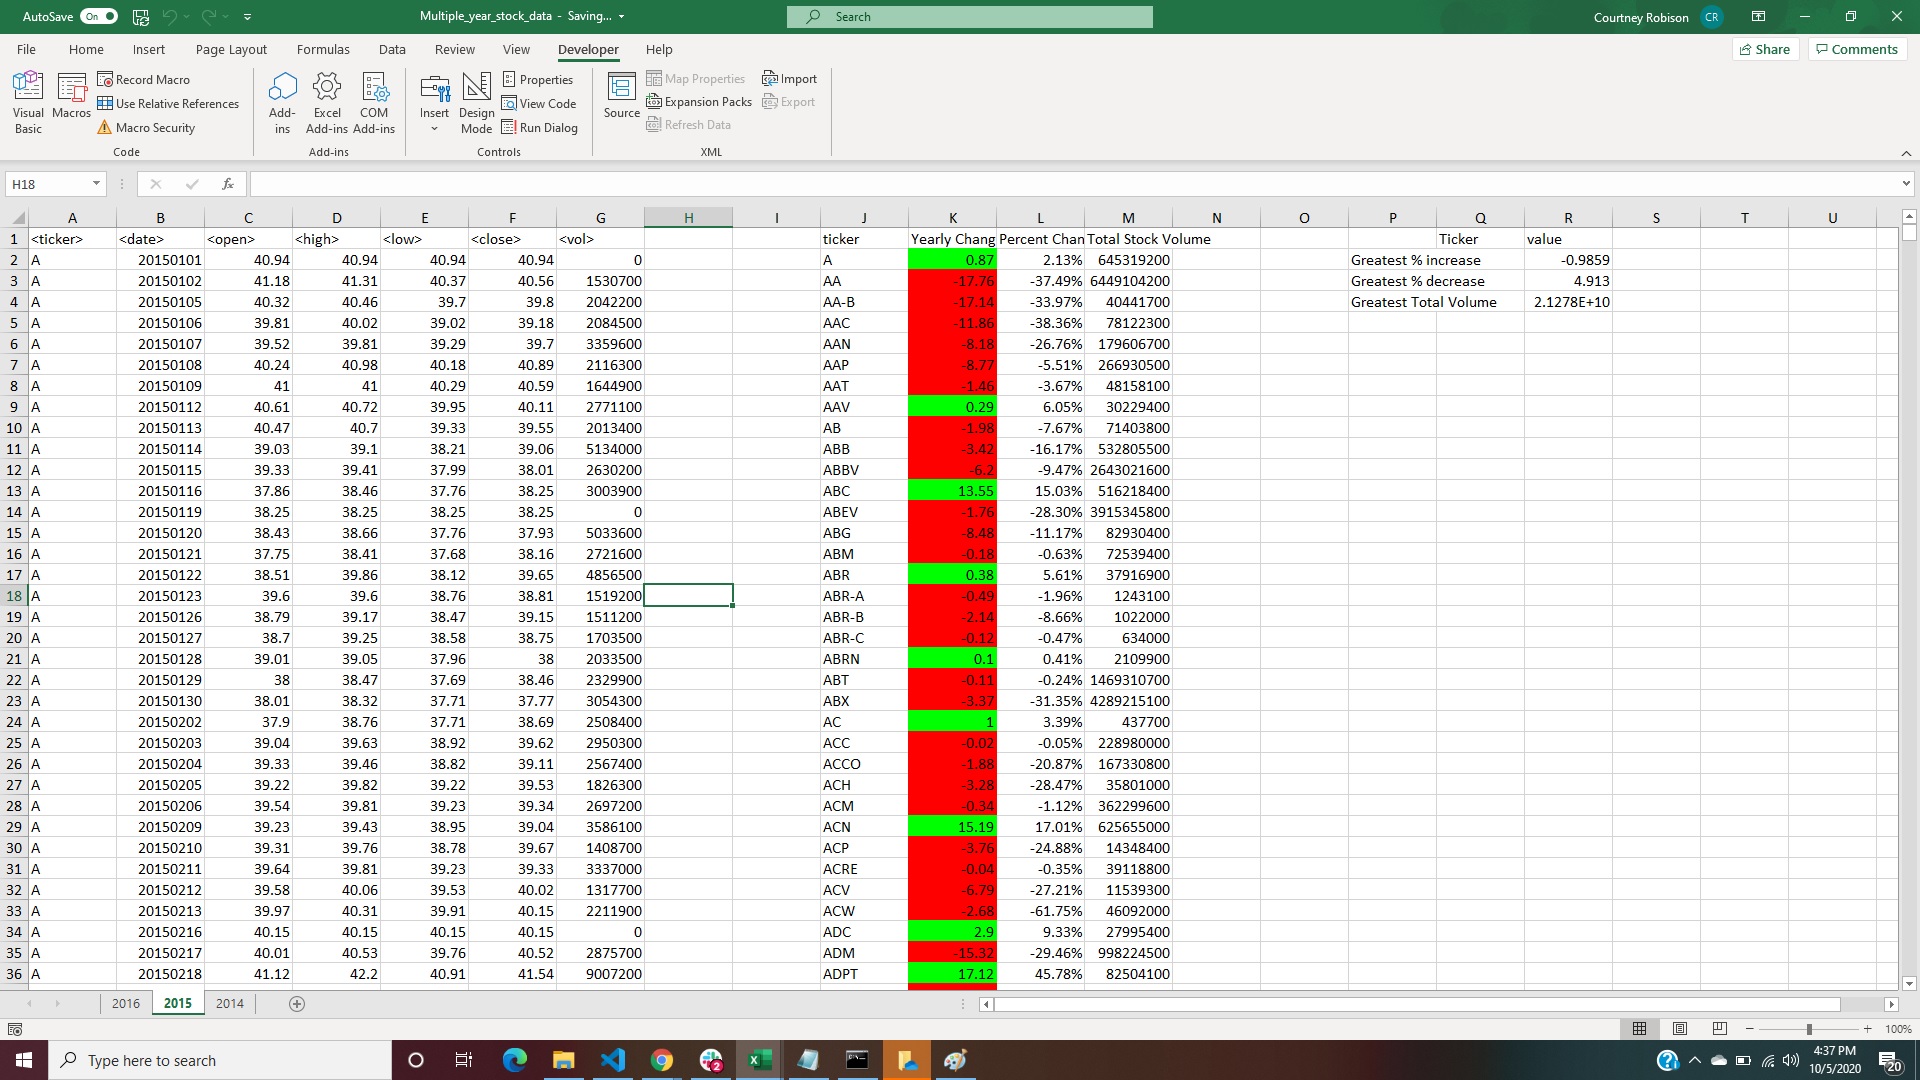 AutoSave On Multiple_year_stock_data - Saving... Search Courtney Robison CR
File Home Insert Page Layout Formulas Data Review View Developer Help Share Comments
Visual Basic
Macros
Record Macro
Use Relative References
Macro Security
Code
Add-ins
Excel Add-ins
COM Add-ins
Add-ins
Insert
Design Mode
Properties
View Code
Run Dialog
Controls
Source
Map Properties
Expansion Packs
Refresh Data
Import
Export
XML
H18 fx
A B C D E F G H I J K L M N O P Q R S T U
1 <ticker> <date> <open> <high> <low> <close> <vol> ticker Yearly Chang Percent Chan Total Stock Volume Ticker value
2 A 20150101 40.94 40.94 40.94 40.94 0 A 0.87 2.13% 645319200 Greatest % increase -0.9859
3 A 20150102 41.18 41.31 40.37 40.56 1530700 AA -17.76 -37.49% 6449104200 Greatest % decrease 4.913
4 A 20150105 40.32 40.46 39.7 39.8 2042200 AA-B -17.14 -33.97% 40441700 Greatest Total Volume 2.1278E+10
5 A 20150106 39.81 40.02 39.02 39.18 2084500 AAC -11.86 -38.36% 78122300
6 A 20150107 39.52 39.81 39.29 39.7 3359600 AAN -8.18 -26.76% 179606700
7 A 20150108 40.24 40.98 40.18 40.89 2116300 AAP -8.77 -5.51% 266930500
8 A 20150109 41 41 40.29 40.59 1644900 AAT -1.46 -3.67% 48158100
9 A 20150112 40.61 40.72 39.95 40.11 2771100 AAV 0.29 6.05% 30229400
10 A 20150113 40.47 40.7 39.33 39.55 2013400 AB -1.98 -7.67% 71403800
11 A 20150114 39.03 39.1 38.21 39.06 5134000 ABB -3.42 -16.17% 532805500
12 A 20150115 39.33 39.41 37.99 38.01 2630200 ABBV -6.2 -9.47% 2643021600
13 A 20150116 37.86 38.46 37.76 38.25 3003900 ABC 13.55 15.03% 516218400
14 A 20150119 38.25 38.25 38.25 38.25 0 ABEV -1.76 -28.30% 3915345800
15 A 20150120 38.43 38.66 37.76 37.93 5033600 ABG -8.48 -11.17% 82930400
16 A 20150121 37.75 38.41 37.68 38.16 2721600 ABM -0.18 -0.63% 72539400
17 A 20150122 38.51 39.86 38.12 39.65 4856500 ABR 0.38 5.61% 37916900
18 A 20150123 39.6 39.6 38.76 38.81 1519200 ABR-A -0.49 -1.96% 1243100
19 A 20150126 38.79 39.17 38.47 39.15 1511200 ABR-B -2.14 -8.66% 1022000
20 A 20150127 38.7 39.25 38.58 38.75 1703500 ABR-C -0.12 -0.47% 634000
21 A 20150128 39.01 39.05 37.96 38 2033500 ABRN 0.1 0.41% 2109900
22 A 20150129 38 38.47 37.69 38.46 2329900 ABT -0.11 -0.24% 1469310700
23 A 20150130 38.01 38.32 37.71 37.77 3054300 ABX -3.37 -31.35% 4289215100
24 A 20150202 37.9 38.76 37.71 38.69 2508400 AC 1 3.39% 437700
25 A 20150203 39.04 39.63 38.92 39.62 2950300 ACC -0.02 -0.05% 228980000
26 A 20150204 39.33 39.46 38.82 39.11 2567400 ACCO -1.88 -20.87% 167330800
27 A 20150205 39.22 39.82 39.22 39.53 1826300 ACH -3.28 -28.47% 35801000
28 A 20150206 39.54 39.81 39.23 39.34 2697200 ACM -0.34 -1.12% 362299600
29 A 20150209 39.23 39.43 38.95 39.04 3586100 ACN 15.19 17.01% 625655000
30 A 20150210 39.31 39.76 38.78 39.67 1408700 ACP -3.76 -24.88% 14348400
31 A 20150211 39.64 39.81 39.23 39.33 3337000 ACRE -0.04 -0.35% 39118800
32 A 20150212 39.58 40.06 39.53 40.02 1317700 ACV -6.79 -27.21% 11539300
33 A 20150213 39.97 40.31 39.91 40.15 2211900 ACW -2.68 -61.75% 46092000
34 A 20150216 40.15 40.15 40.15 40.15 0 ADC 2.9 9.33% 27995400
35 A 20150217 40.01 40.53 39.76 40.52 2875700 ADM -15.32 -29.46% 998224500
36 A 20150218 41.12 42.2 40.91 41.54 9007200 ADPT 17.12 45.78% 82504100
2016 2015 2014
100%
Type here to search
2
4:37 PM
10/5/2020
20